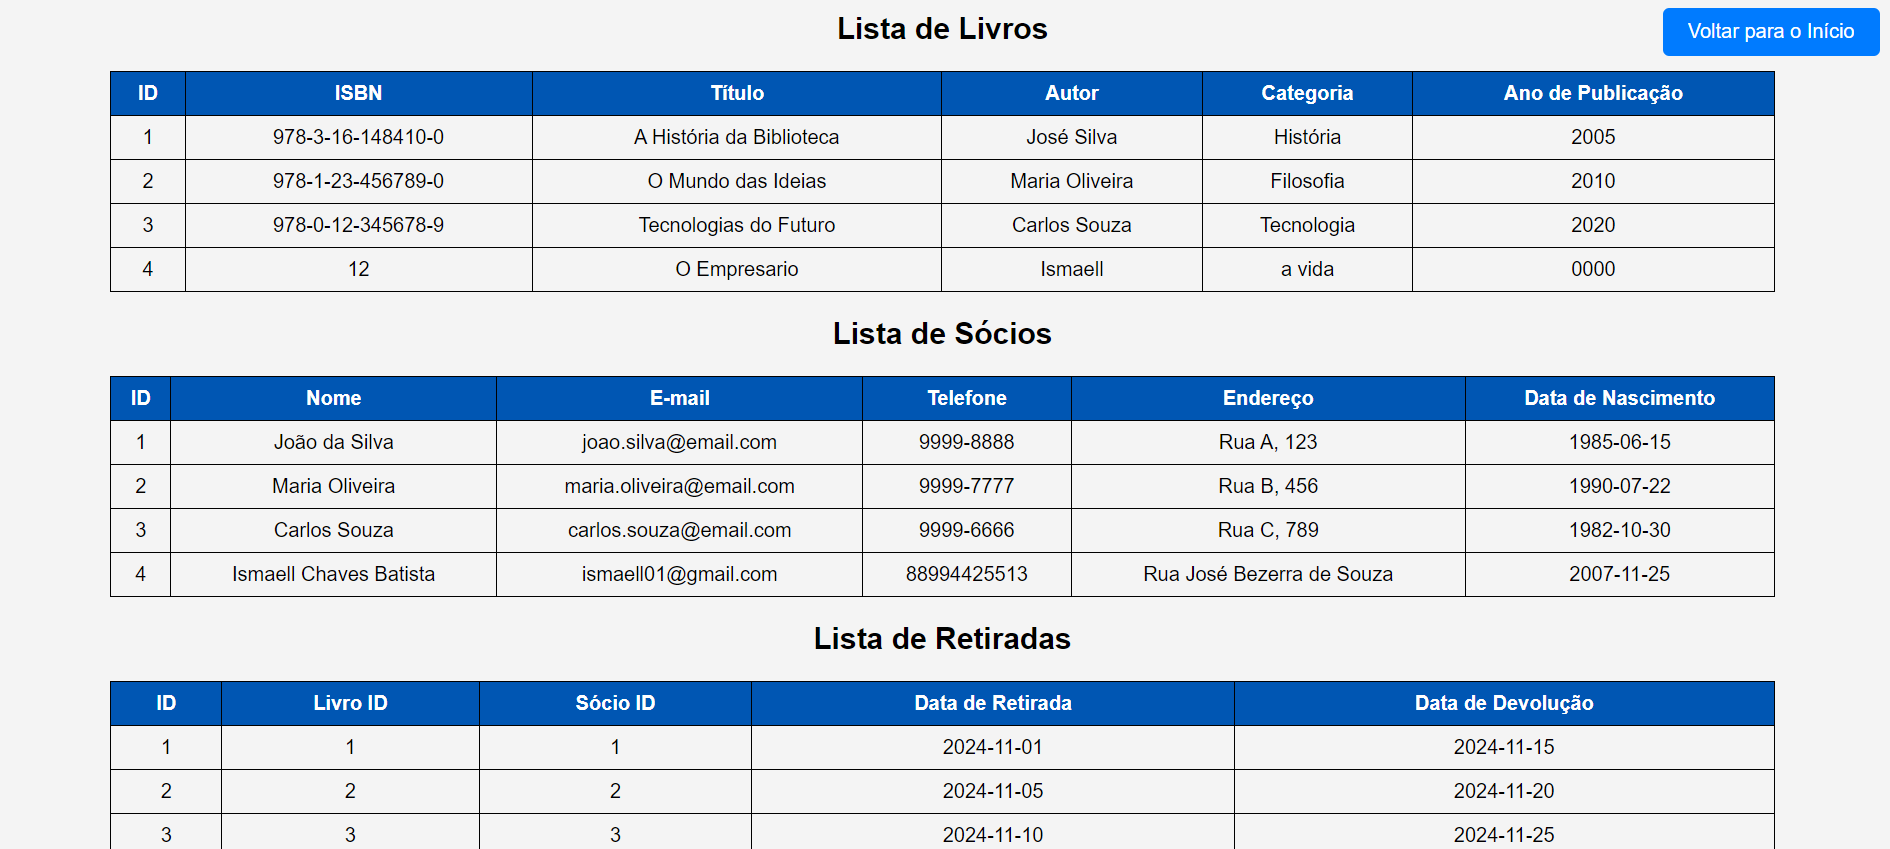 Lista de Livros
Voltar para o Início
ID ISBN Título Autor Categoria Ano de Publicação
1 978-3-16-148410-0 A História da Biblioteca José Silva História 2005
2 978-1-23-456789-0 O Mundo das Ideias Maria Oliveira Filosofia 2010
3 978-0-12-345678-9 Tecnologias do Futuro Carlos Souza Tecnologia 2020
4 12 O Empresario Ismaell a vida 0000
Lista de Sócios
ID Nome E-mail Telefone Endereço Data de Nascimento
1 João da Silva joao.silva@email.com 9999-8888 Rua A, 123 1985-06-15
2 Maria Oliveira maria.oliveira@email.com 9999-7777 Rua B, 456 1990-07-22
3 Carlos Souza carlos.souza@email.com 9999-6666 Rua C, 789 1982-10-30
4 Ismaell Chaves Batista ismaell01@gmail.com 88994425513 Rua José Bezerra de Souza 2007-11-25
Lista de Retiradas
ID Livro ID Sócio ID Data de Retirada Data de Devolução
1 1 1 2024-11-01 2024-11-15
2 2 2 2024-11-05 2024-11-20
3 3 3 2024-11-10 2024-11-25